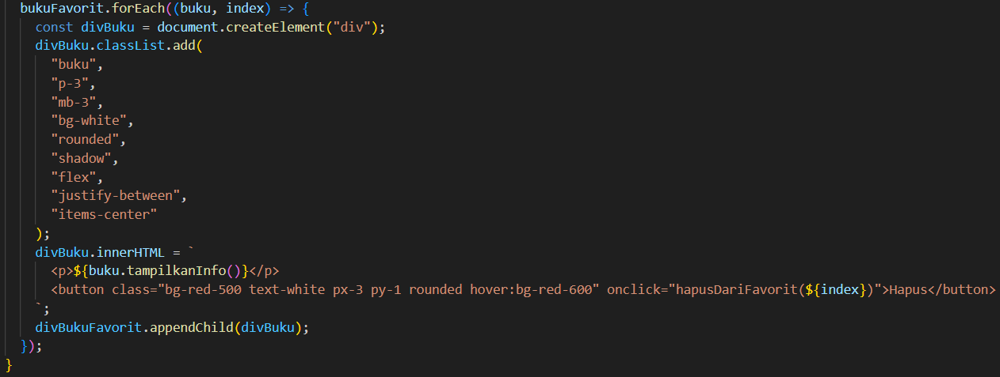 bukuFavorit.forEach((buku, index) => {
const divBuku = document.createElement("div");
divBuku.classList.add(
"buku",
"p-3",
"mb-3",
"bg-white",
"rounded",
"shadow",
"flex",
"justify-between",
"items-center"
);
divBuku.innerHTML = `
<p>${buku.tampilkanInfo()}</p>
<button class="bg-red-500 text-white px-3 py-1 rounded hover:bg-red-600" onclick="hapusDariFavorit(${index})">Hapus</button>
`;
divBukuFavorit.appendChild(divBuku);
});
}